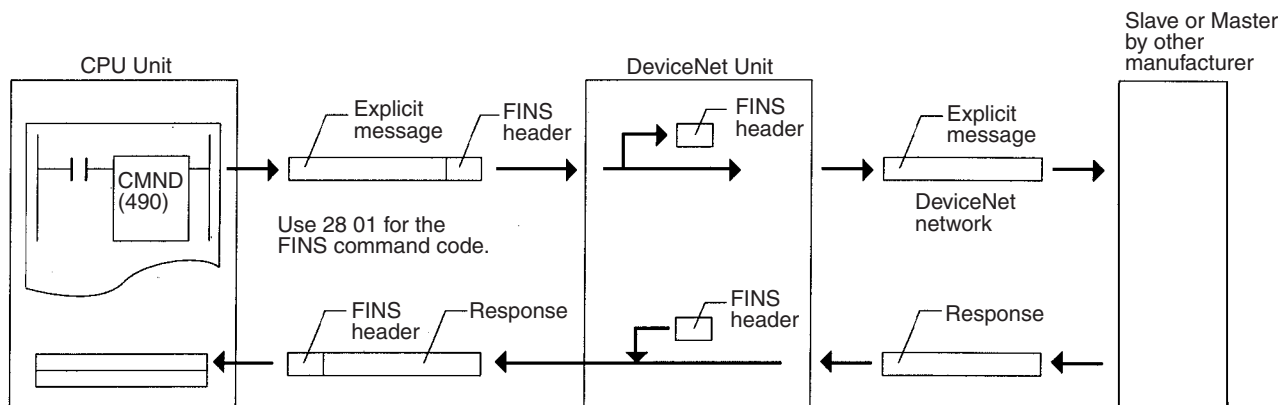 Slave or Master
by other
manufacturer
CPU Unit
DeviceNet Unit
Explicit
message
FINS
header
FINS
header
Explicit
message
CMND
(490)
Use 28 01 for the
FINS command code.
DeviceNet
network
FINS
header
Response
FINS
header
Response